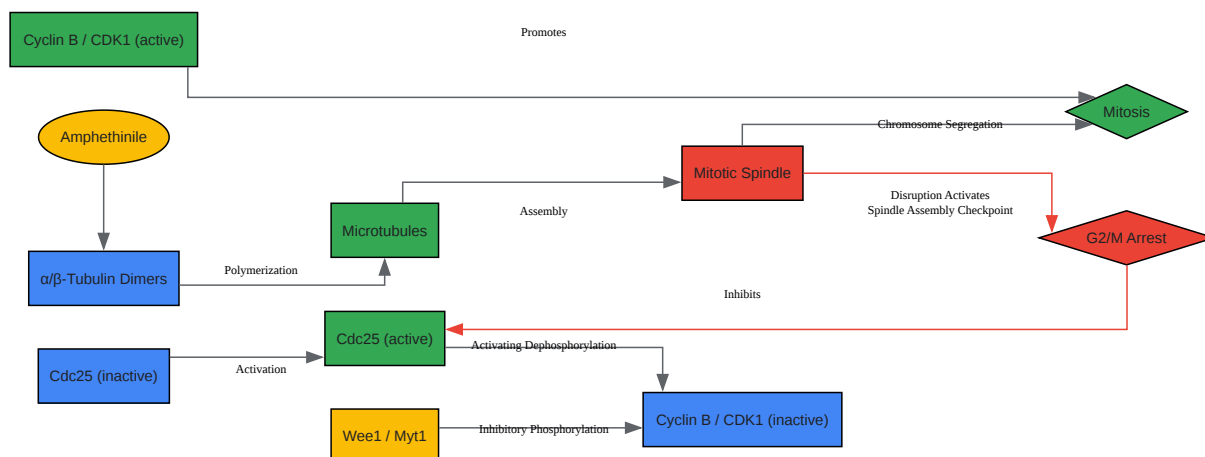 Cyclin B / CDK1 (active)
Promotes
Mitosis
Amphethinile
Chromosome Segregation
Mitotic Spindle
Disruption Activates
Spindle Assembly Checkpoint
Assembly
Microtubules
G2/M Arrest
α/β-Tubulin Dimers
Polymerization
Inhibits
Cdc25 (active)
Activating Dephosphorylation
Cdc25 (inactive)
Activation
Cyclin B / CDK1 (inactive)
Wee1 / Myt1
Inhibitory Phosphorylation